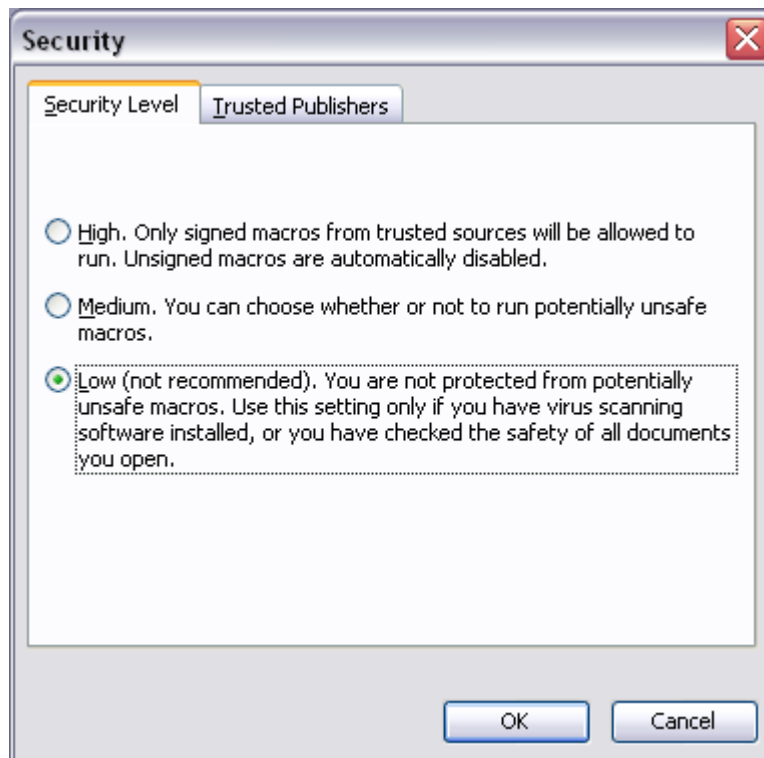 Security
Security Level
Trusted Publishers
High. Only signed macros from trusted sources will be allowed to
run. Unsigned macros are automatically disabled.
Medium. You can choose whether or not to run potentially unsafe
macros.
Low (not recommended). You are not protected from potentially
unsafe macros. Use this setting only if you have virus scanning
software installed, or you have checked the safety of all documents
you open.
OK
Cancel